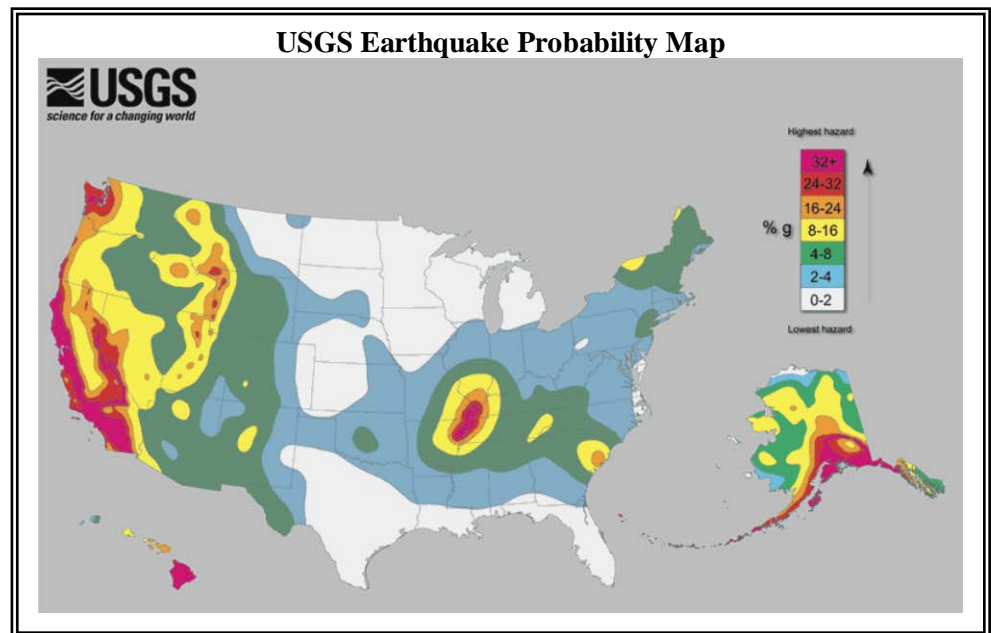 USGS Earthquake Probability Map
USGS
science for a changing world
Highest hazard
32+
24-32
16-24
% g
8-16
4-8
2-4
0-2
Lowest hazard